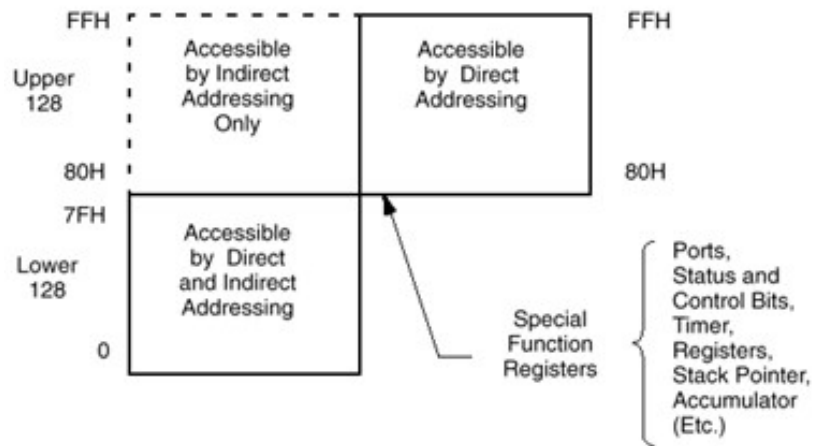 FFH
Upper
128
80H
7FH
Lower
128
0
Accessible
by Indirect
Addressing
Only
Accessible
by Direct
Addressing
FFH
80H
Accessible
by Direct
and Indirect
Addressing
Special
Function
Registers
Ports,
Status and
Control Bits,
Timer,
Registers,
Stack Pointer,
Accumulator
(Etc.)